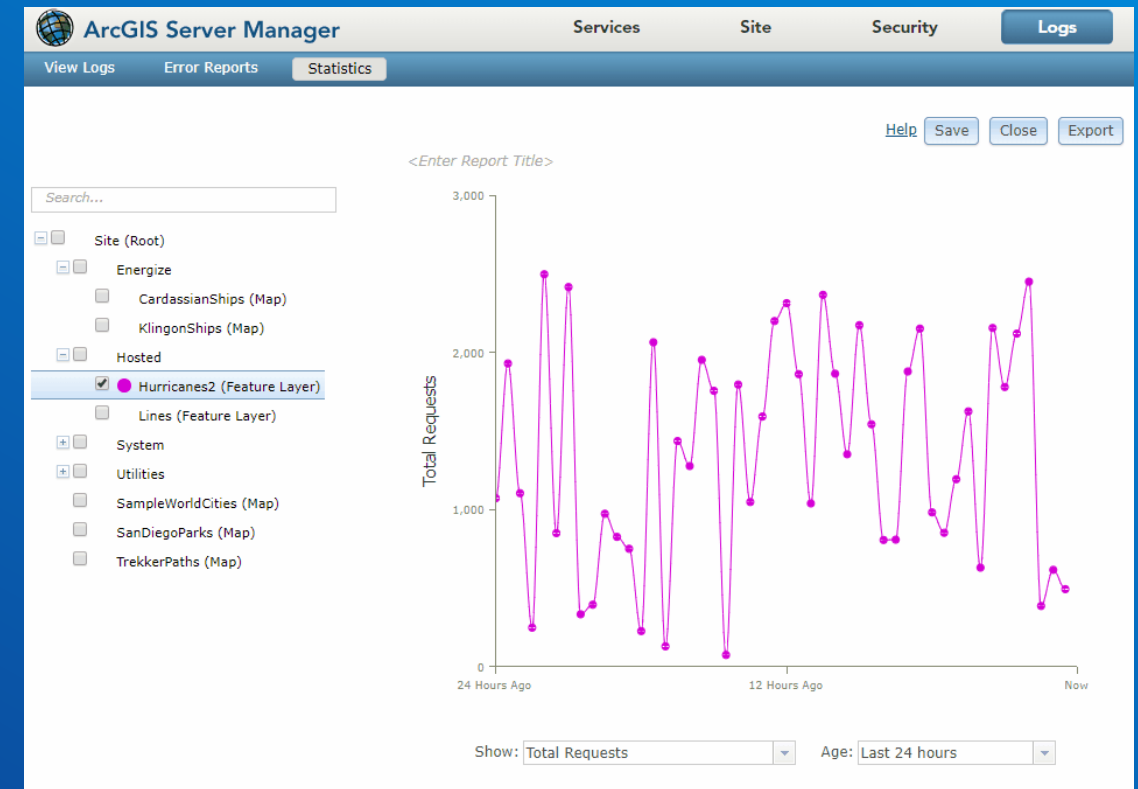 ArcGIS Server Manager
Services Site Security Logs
View Logs Error Reports Statistics
Help Save Close Export
<Enter Report Title>
Search...
Site (Root)
Energize
CardassianShips (Map)
KlingonShips (Map)
Hosted
Hurricanes2 (Feature Layer)
Lines (Feature Layer)
System
Utilities
SampleWorldCities (Map)
SanDiegoParks (Map)
TrekkerPaths (Map)
Total Requests
3,000
2,000
1,000
0
24 Hours Ago 12 Hours Ago Now
Show: Total Requests Age: Last 24 hours